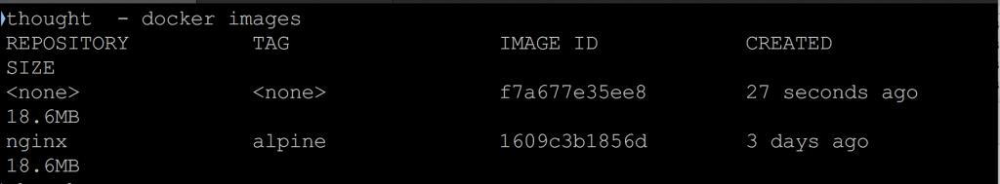 thought - docker images
REPOSITORY TAG IMAGE ID CREATED
SIZE
<none> <none> f7a677e35ee8 27 seconds ago
18.6MB
nginx alpine 1609c3b1856d 3 days ago
18.6MB